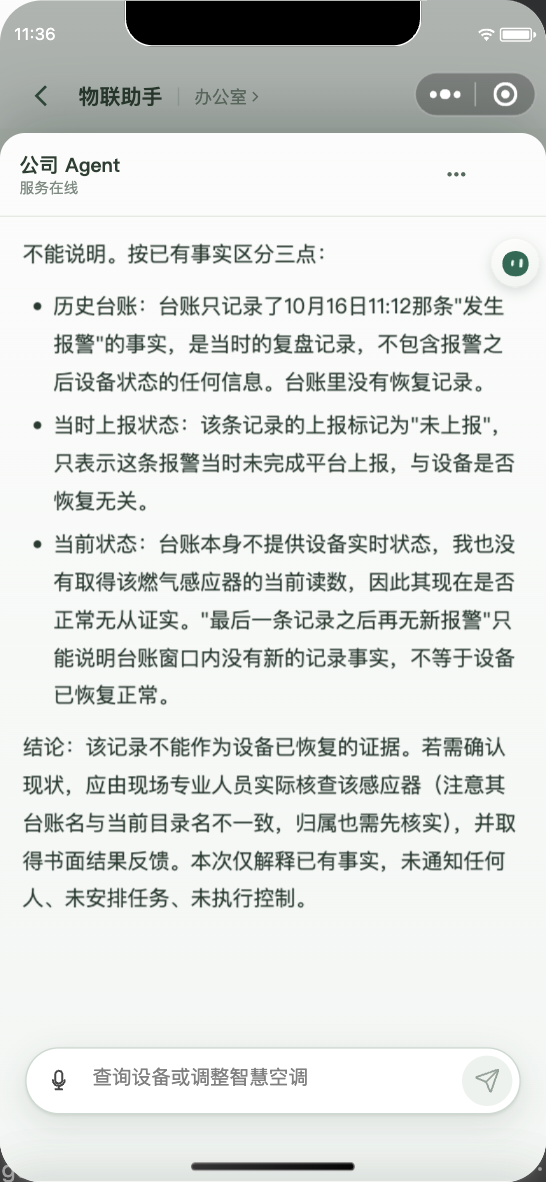 11:36
物联助手 办公室 >
公司 Agent
服务在线
不能说明。按已有事实区分三点：
• 历史台账：台账只记录了10月16日11:12那条"发生
报警"的事实，是当时的复盘记录，不包含报警之
后设备状态的任何信息。台账里没有恢复记录。
• 当时上报状态：该条记录的上报标记为"未上报"，
只表示这条报警当时未完成平台上报，与设备是否
恢复无关。
• 当前状态：台账本身不提供设备实时状态，我也没
有取得该燃气感应器的当前读数，因此其现在是否
正常无从证实。"最后一条记录之后再无新报警"只
能说明台账窗口内没有新的记录事实，不等于设备
已恢复正常。
结论：该记录不能作为设备已恢复的证据。若需确认
现状，应由现场专业人员实际核查该感应器（注意其
台账名与当前目录名不一致，归属也需先核实），并取
得书面结果反馈。本次仅解释已有事实，未通知任何
人、未安排任务、未执行控制。
查询设备或调整智慧空调